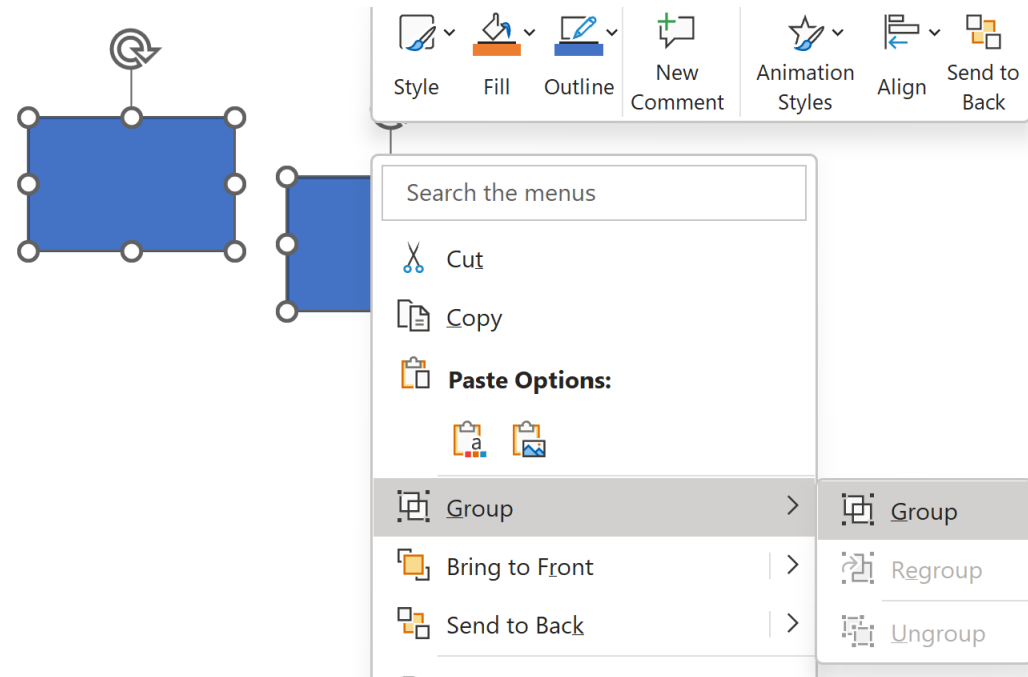 Style
Fill
Outline
New
Comment
Animation
Styles
Align
Send to
Back
Search the menus
Cut
Copy
Paste Options:
a
Group
Group
Bring to Front
Regroup
Send to Back
Ungroup